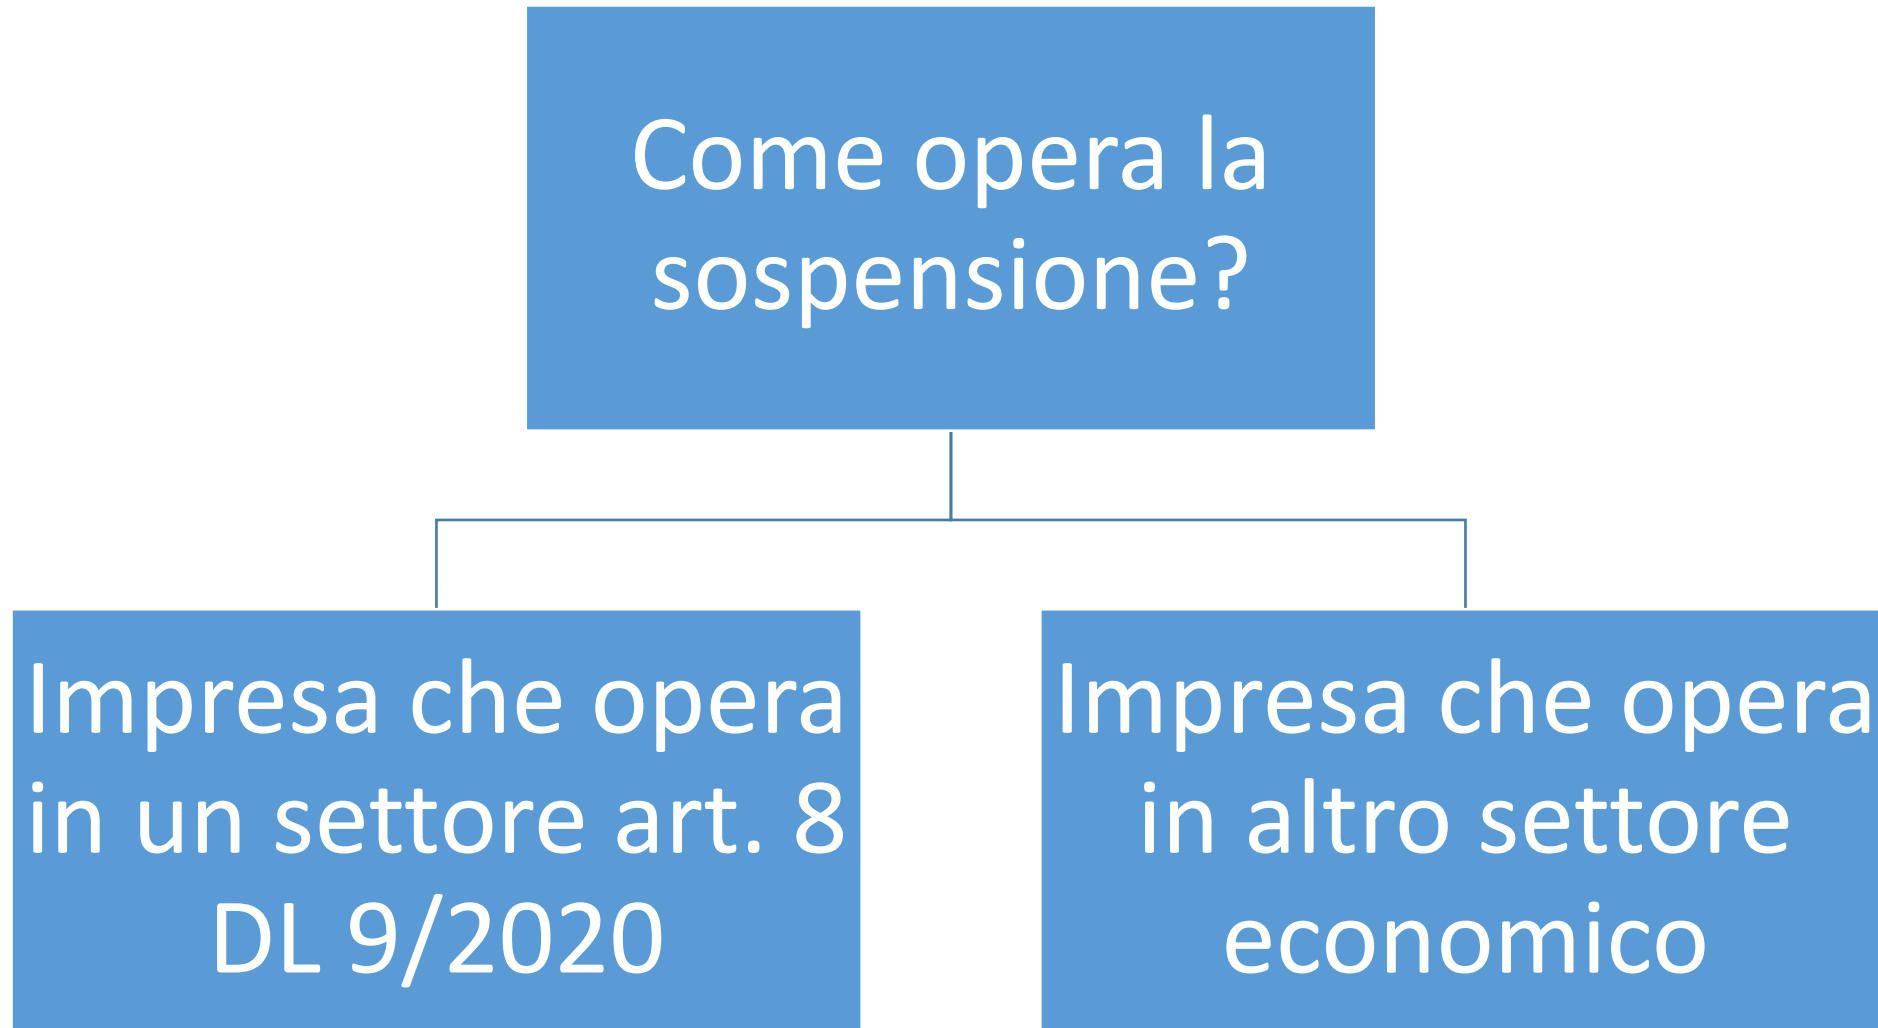 Come opera la
sospensione?
Impresa che opera
in un settore art. 8
DL 9/2020
Impresa che opera
in altro settore
economico